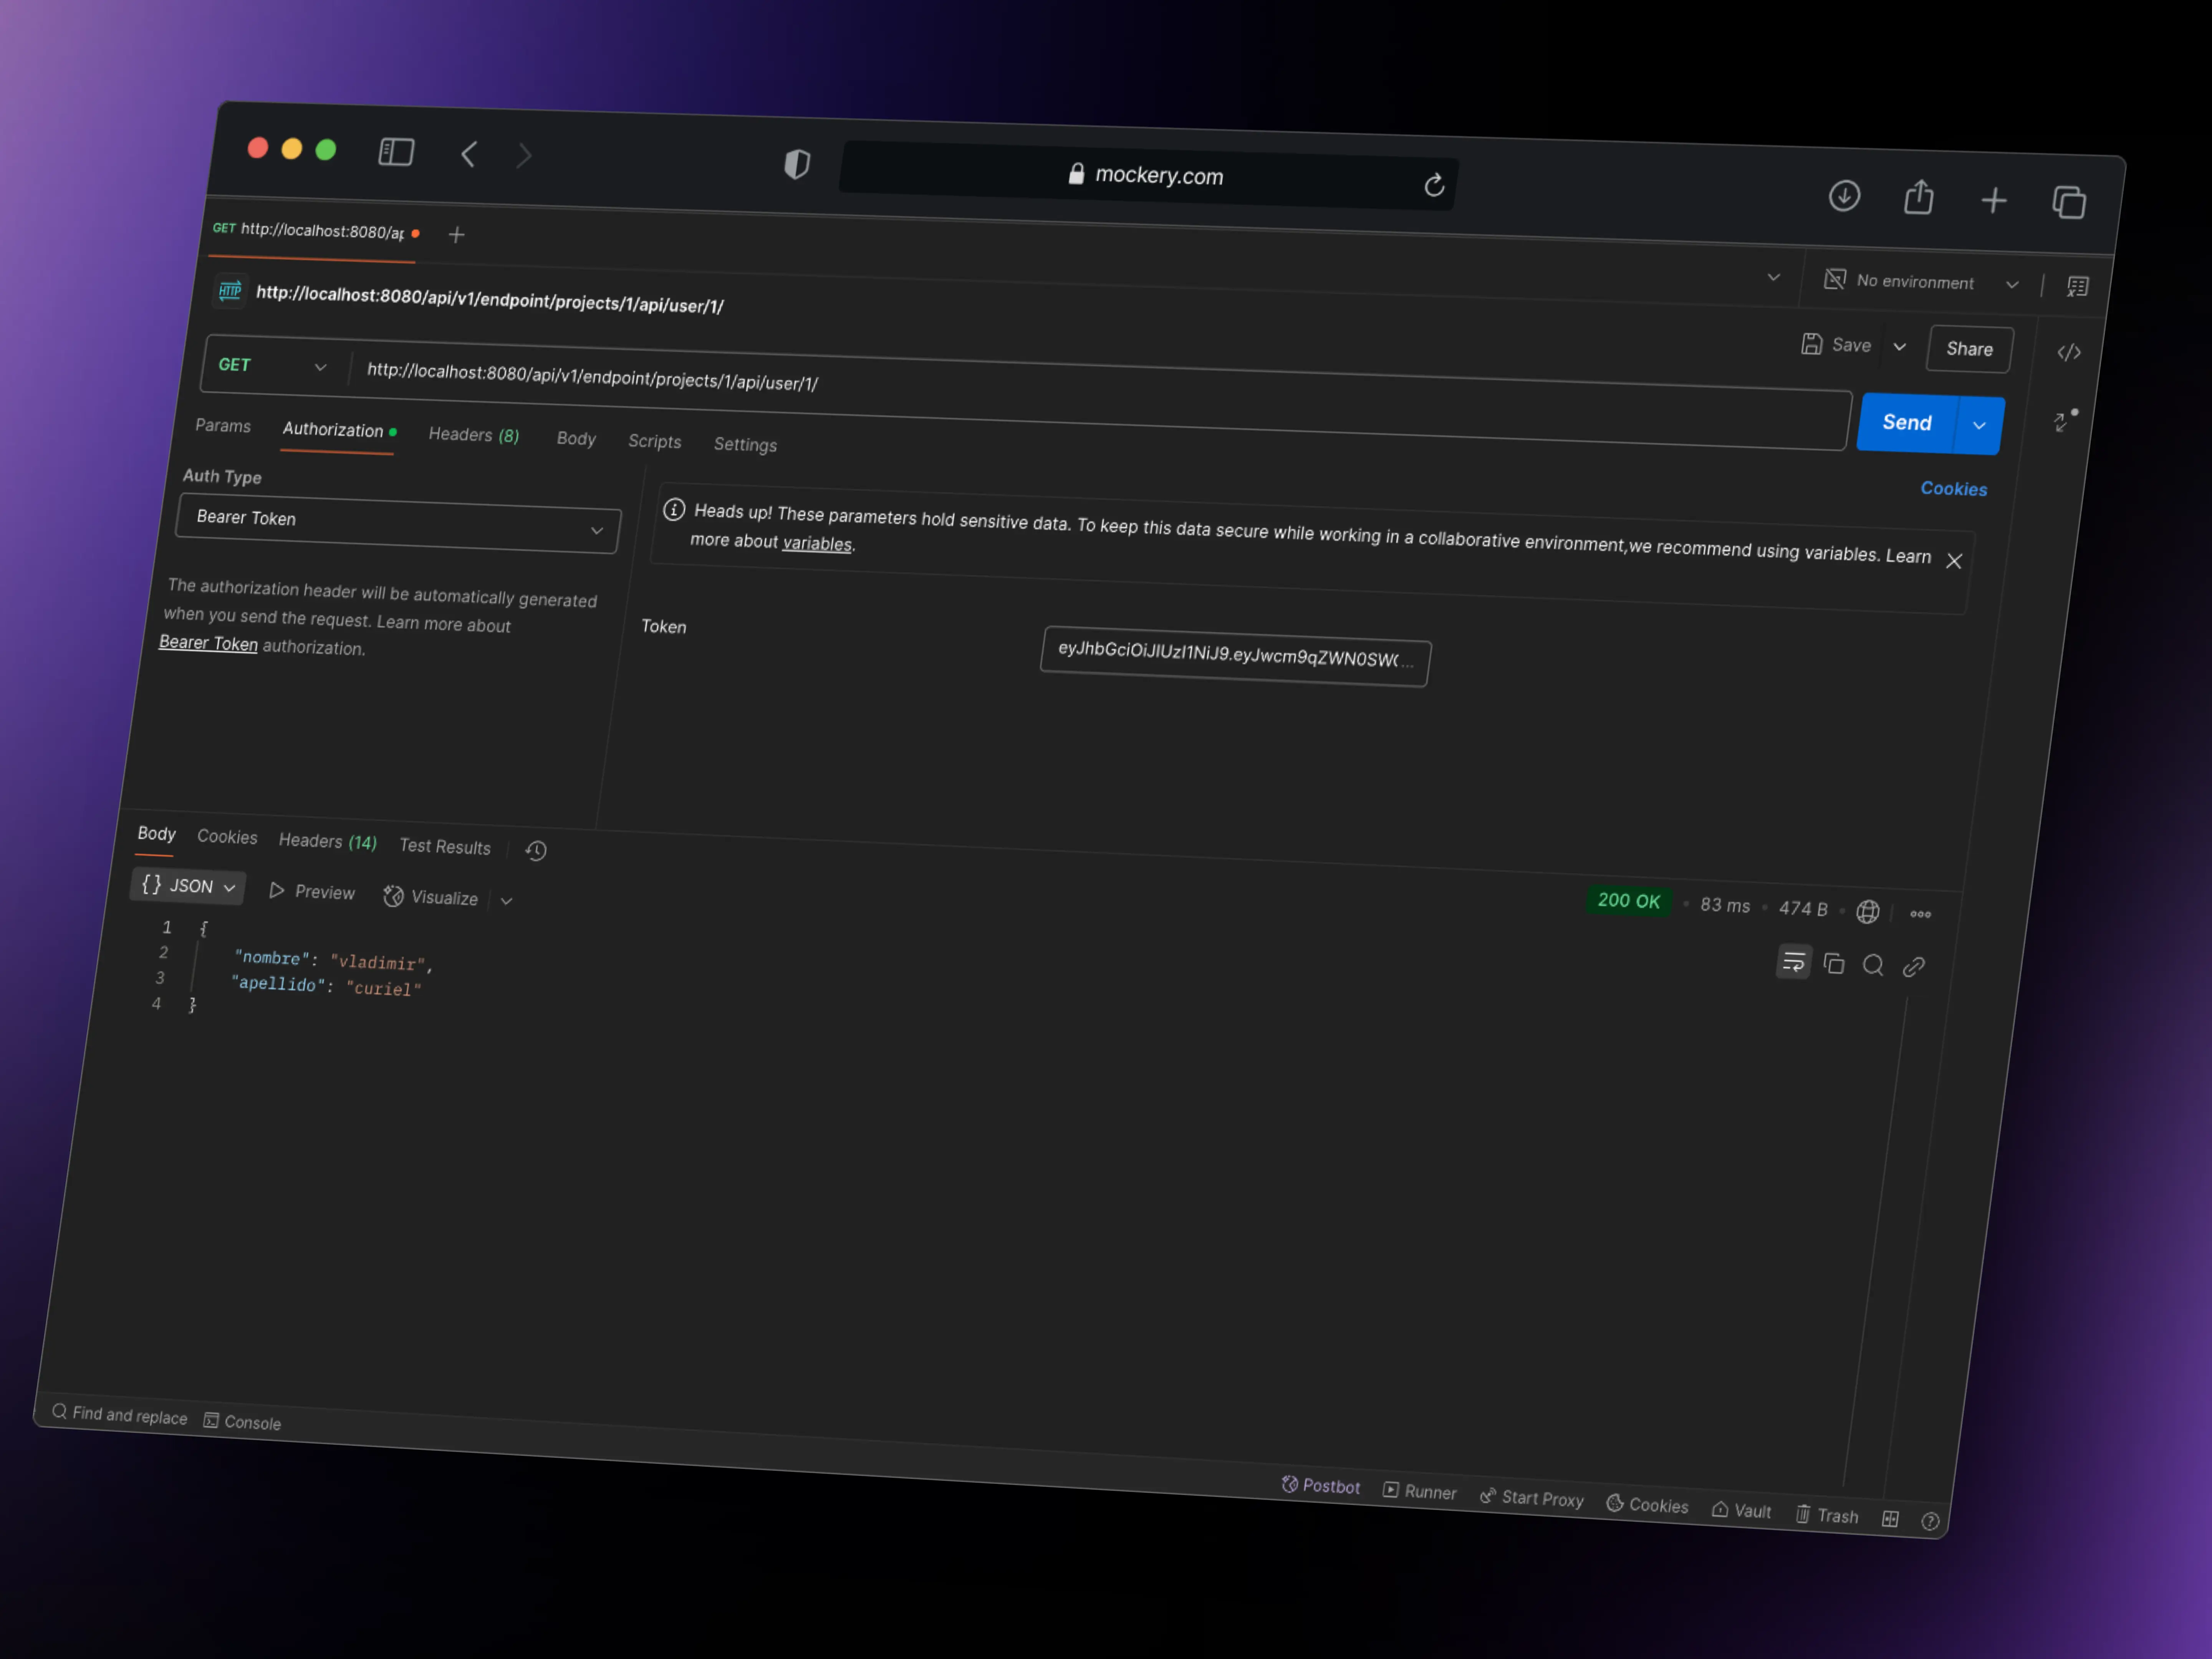 mockery.com
GET http://localhost:8080/ap
No environment
HTTP http://localhost:8080/api/v1/endpoint/projects/1/api/user/1/
Save
Share
GET http://localhost:8080/api/v1/endpoint/projects/1/api/user/1/
Send
Params Authorization Headers (8) Body Scripts Settings
Cookies
Auth Type
Bearer Token
The authorization header will be automatically generated
when you send the request. Learn more about
Bearer Token authorization.
Heads up! These parameters hold sensitive data. To keep this data secure while working in a collaborative environment,we recommend using variables. Learn
more about variables.
Token
eyJhbGciOiJIUzI1NiJ9.eyJwcm9qZWN0SW(...
Body Cookies Headers (14) Test Results
{} JSON Preview Visualize
200 OK • 83 ms • 474 B
1 {
2 "nombre": "vladimir",
3 "apellido": "curiel"
4 }
Find and replace Console
Postbot Runner Start Proxy Cookies Vault Trash